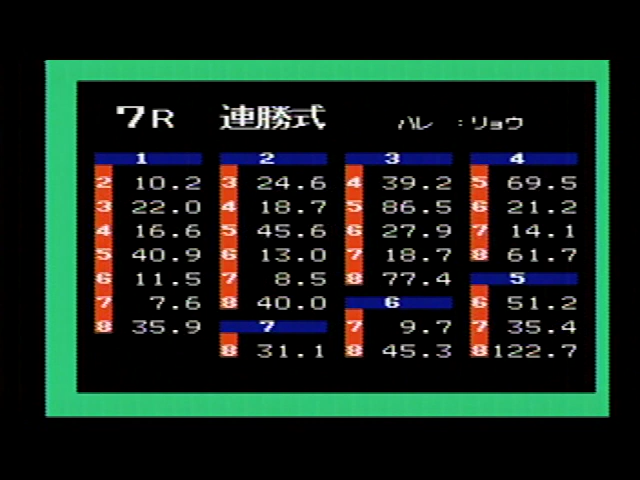 7R 連勝式 ハレ :リョウ
1 2 3 4
2 10.2 3 24.6 4 39.2 5 69.5
3 22.0 4 18.7 5 86.5 6 21.2
4 16.6 5 45.6 6 27.9 7 14.1
5 40.9 6 13.0 7 18.7 8 61.7
6 11.5 7 8.5 8 77.4 5
7 7.6 8 40.0 6 6 51.2
8 35.9 7 7 9.7 7 35.4
8 31.1 8 45.3 8 122.7